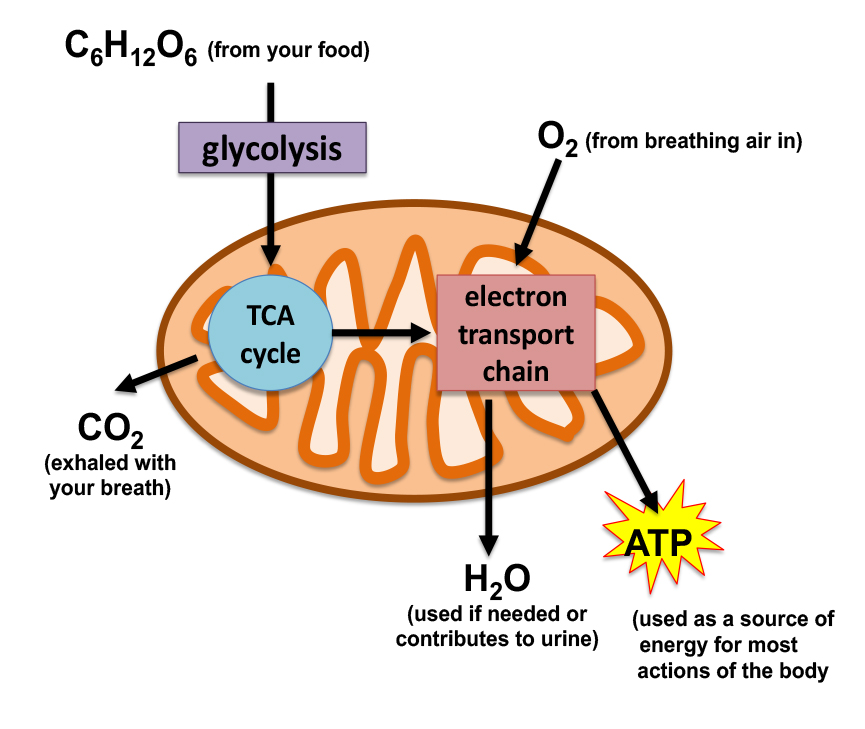 C₆H₁₂O₆ (from your food)
glycolysis
O₂ (from breathing air in)
TCA
cycle
electron
transport
chain
CO₂
(exhaled with
your breath)
ATP
H₂O
(used if needed or
contributes to urine)
(used as a source of
energy for most
actions of the body